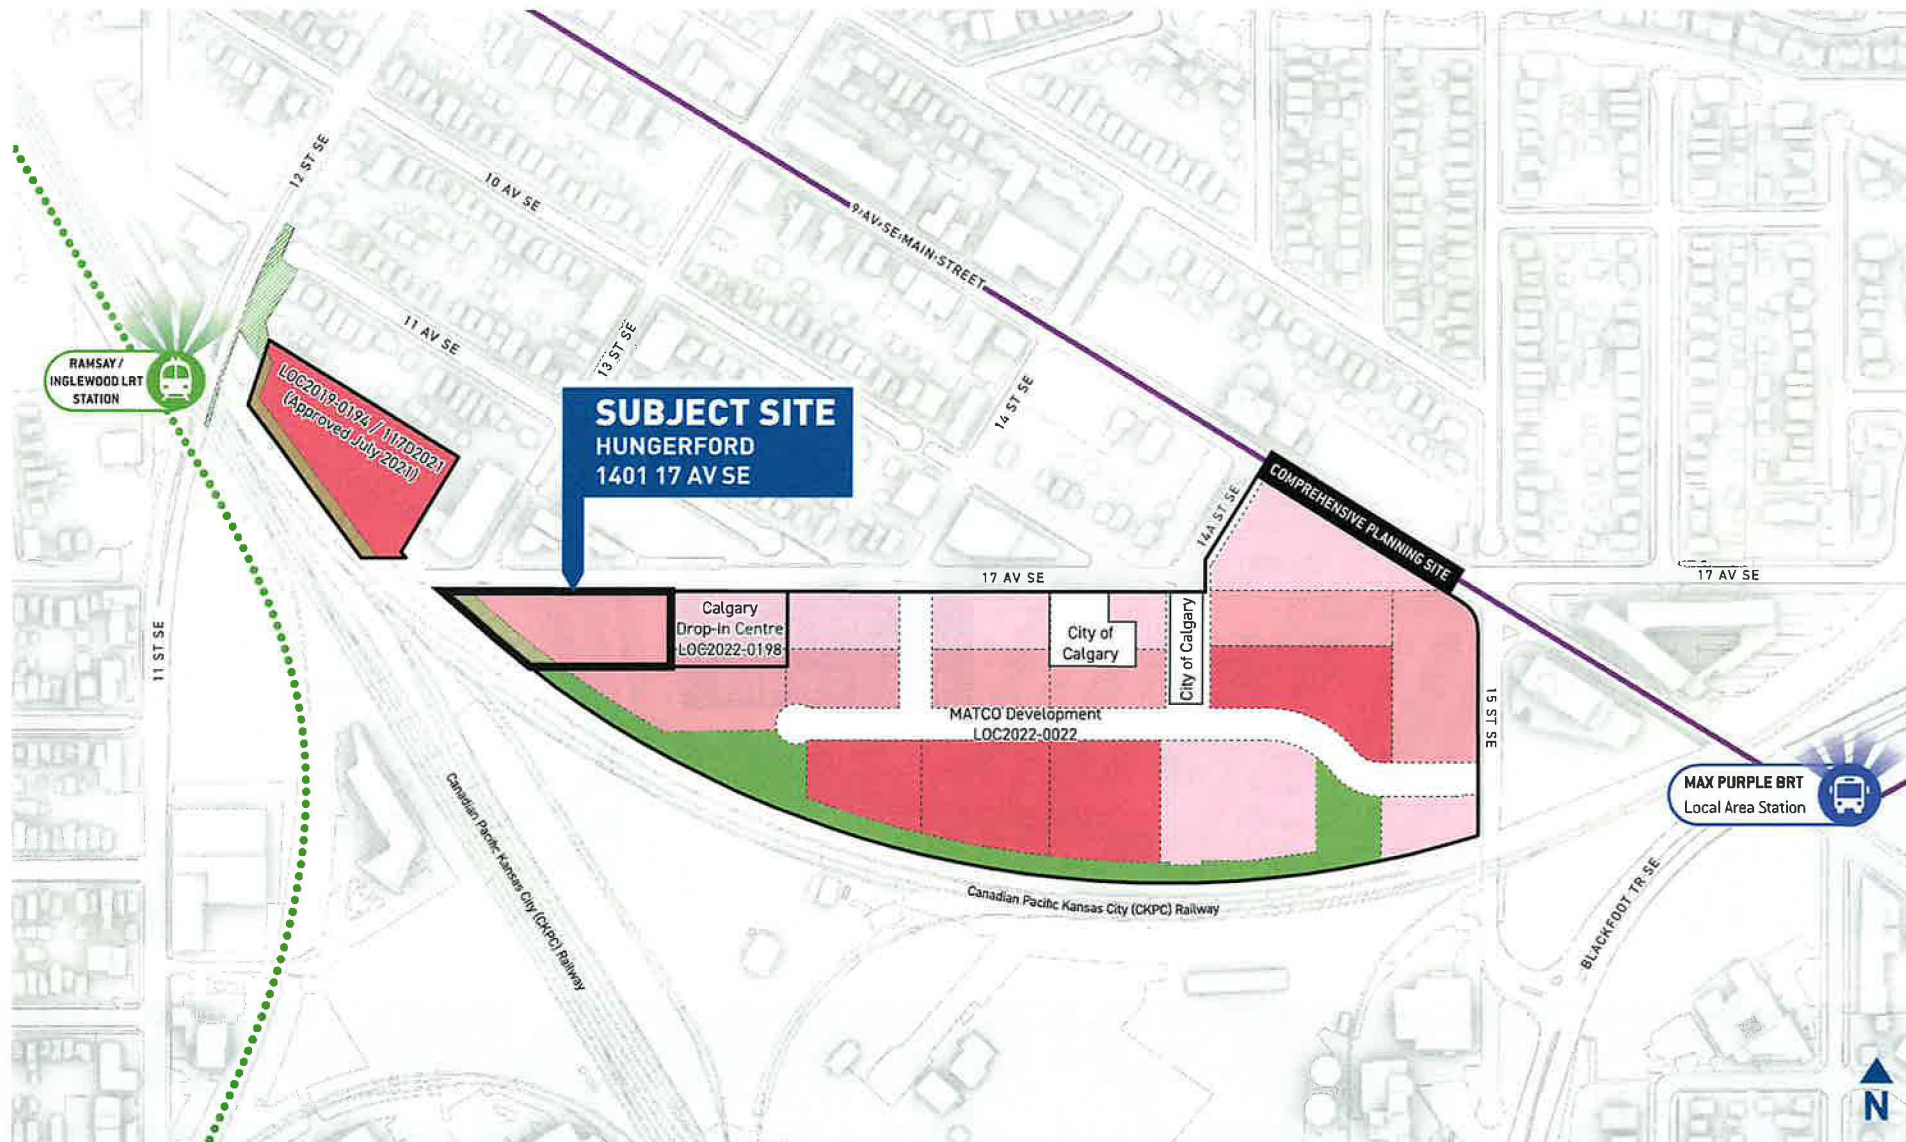 12 ST SE
10 AV SE
9 AV SE MAIN STREET
RAMSAY /
INGLEWOOD LRT
STATION
11 AV SE
13 ST SE
14 ST SE
LOC2019-0194 / 117D2021
(Approved July 2021)
SUBJECT SITE
HUNGERFORD
1401 17 AV SE
COMPREHENSIVE PLANNING SITE
14A ST SE
17 AV SE
17 AV SE
Calgary
Drop-In Centre
LOC2022-0198
City of
Calgary
City of Calgary
11 ST SE
MATCO Development
LOC2022-0022
15 ST SE
MAX PURPLE BRT
Local Area Station
Canadian Pacific Kansas City (CKPC) Railway
Canadian Pacific Kansas City (CKPC) Railway
BLACKFOOT TR SE
N